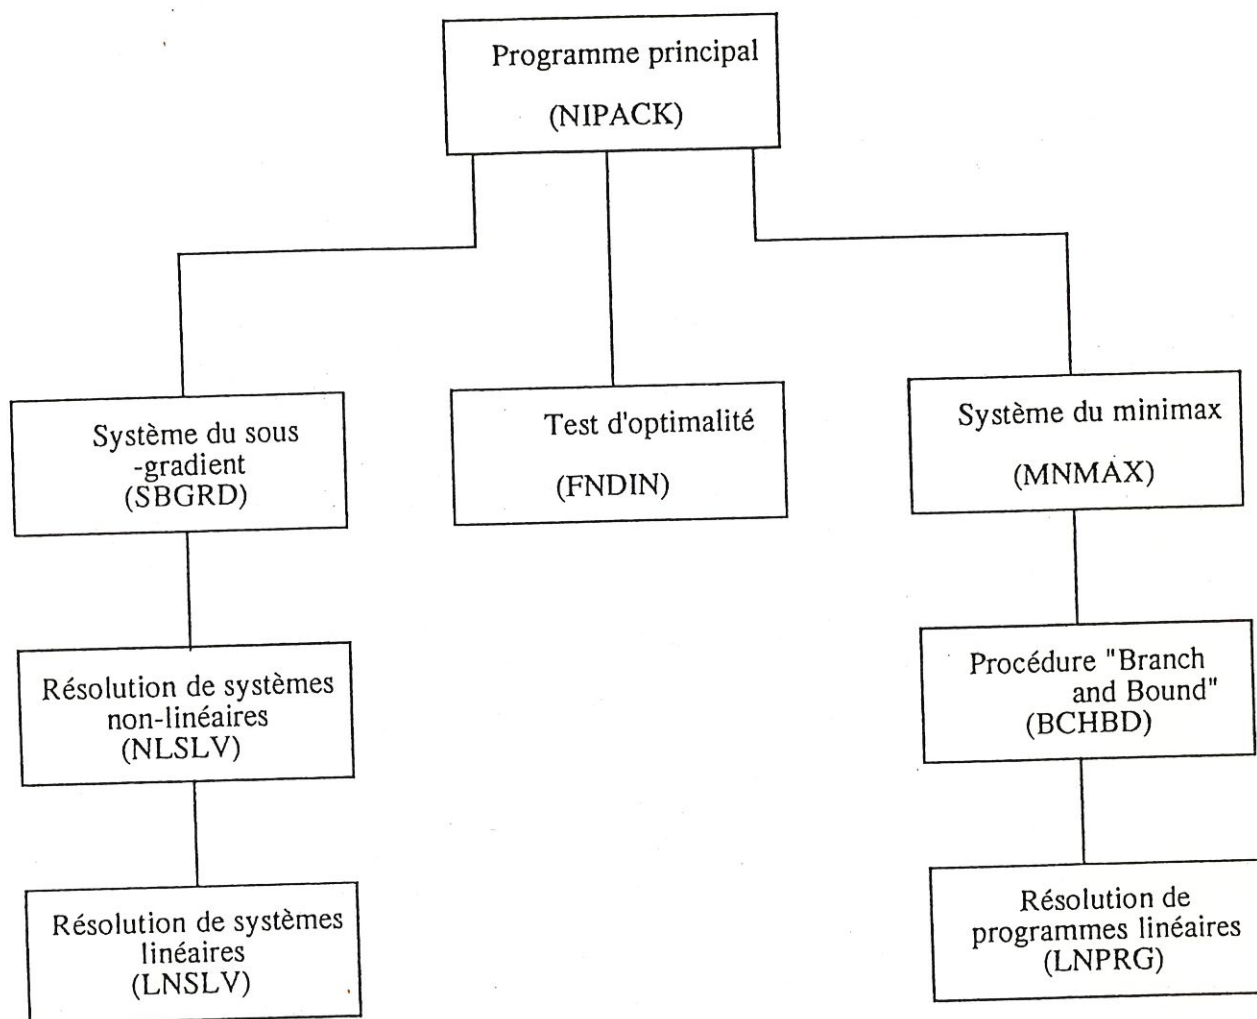 Programme principal
(NIPACK)
Système du sous
-gradient
(SBGRD)
Test d'optimalité
(FNDIN)
Système du minimax
(MNMAX)
Résolution de systèmes
non-linéaires
(NLSLV)
Procédure "Branch
and Bound"
(BCHBD)
Résolution de systèmes
linéaires
(LNSLV)
Résolution de
programmes linéaires
(LNPRG)